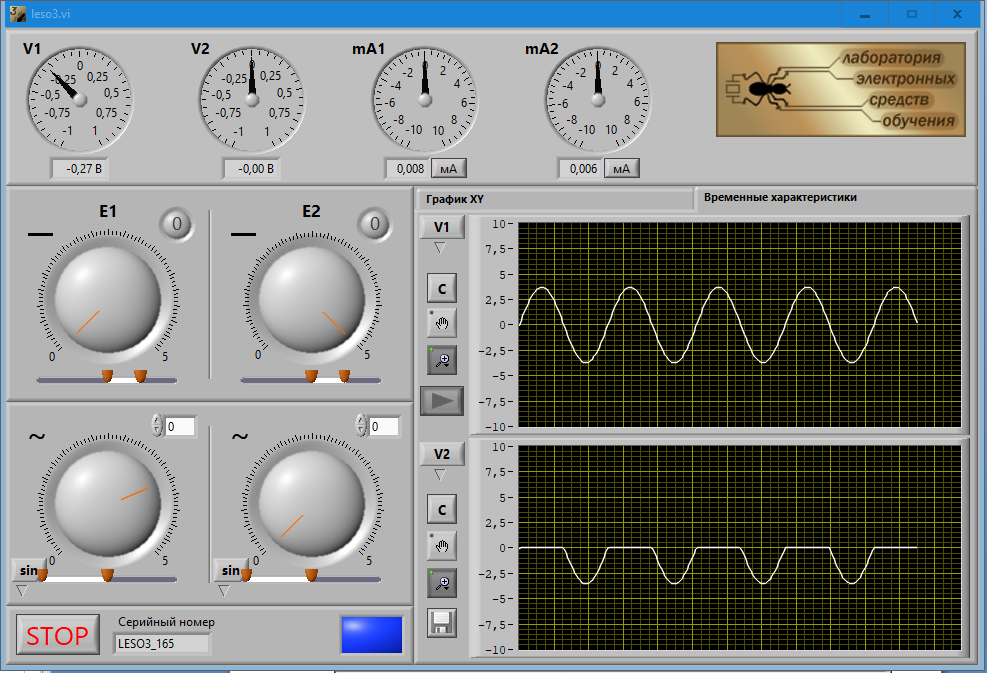 leso3.vi
V1
V2
mA1
mA2
-1 -0,75 -0,5 -0,25 0 0,25 0,5 0,75 1
-1 -0,75 -0,5 -0,25 0 0,25 0,5 0,75 1
-10 -8 -6 -4 -2 0 2 4 6 8 10
-10 -8 -6 -4 -2 0 2 4 6 8 10
-0,27 В
-0,00 В
0,008 мА
0,006 мА
лаборатория
электронных
средств
обучения
E1
0
E2
0
0 5
0 5
~
0
~
0
0 5
0 5
sin
sin
STOP
Серийный номер
LESO3_165
График XY
Временные характеристики
V1
C
10
7,5
5
2,5
0
-2,5
-5
-7,5
-10
V2
C
10
7,5
5
2,5
0
-2,5
-5
-7,5
-10